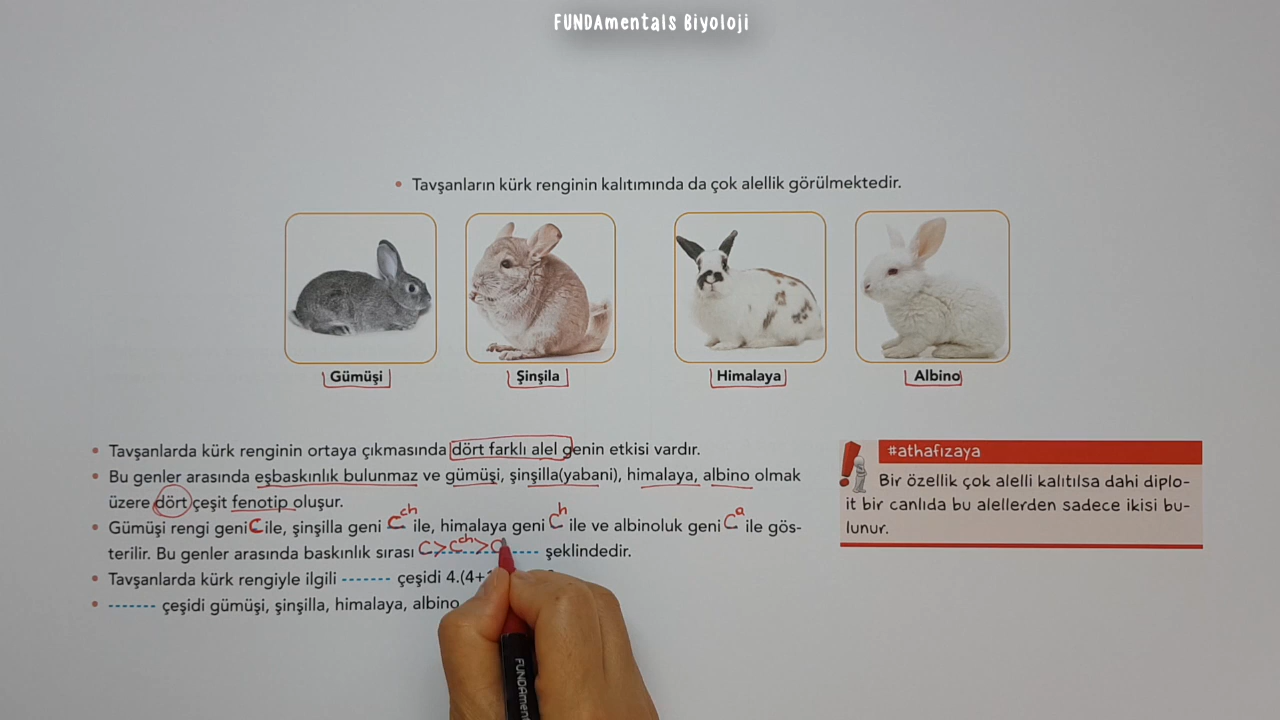 FUNDAmentals Biyoloji
• Tavşanların kürk renginin kalıtımında da çok alellik görülmektedir.
Gümüşi
Şinşila
Himalaya
Albino
• Tavşanlarda kürk renginin ortaya çıkmasında dört farklı alel genin etkisi vardır.
• Bu genler arasında eşbaskınlık bulunmaz ve gümüşi, şinşilla(yabani), himalaya, albino olmak
üzere dört çeşit fenotip oluşur.
• Gümüşi rengi geni C ile, şinşilla geni C^ch ile, himalaya geni C^h ile ve albinoluk geni C^a ile gös-
terilir. Bu genler arasında baskınlık sırası C>C^ch>C ------ şeklindedir.
• Tavşanlarda kürk rengiyle ilgili ------- çeşidi 4.(4+
• ------- çeşidi gümüşi, şinşilla, himalaya, albino
#athafızaya
Bir özellik çok alelli kalıtılsa dahi diplo-
it bir canlıda bu alellerden sadece ikisi bu-
lunur.
FUNDAmen